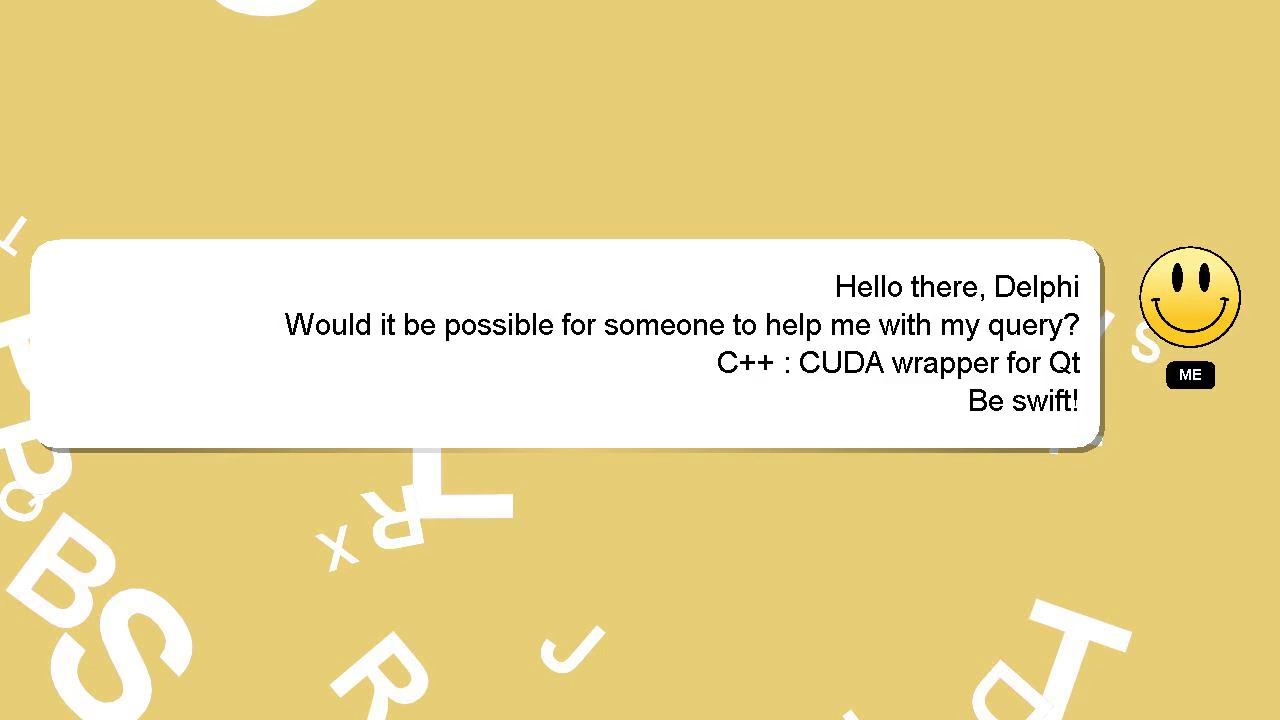 Hello there, Delphi
Would it be possible for someone to help me with my query?
C++ : CUDA wrapper for Qt
Be swift!
ME
T
S
B
Q
B
S
X
R
L
R
J
T
D